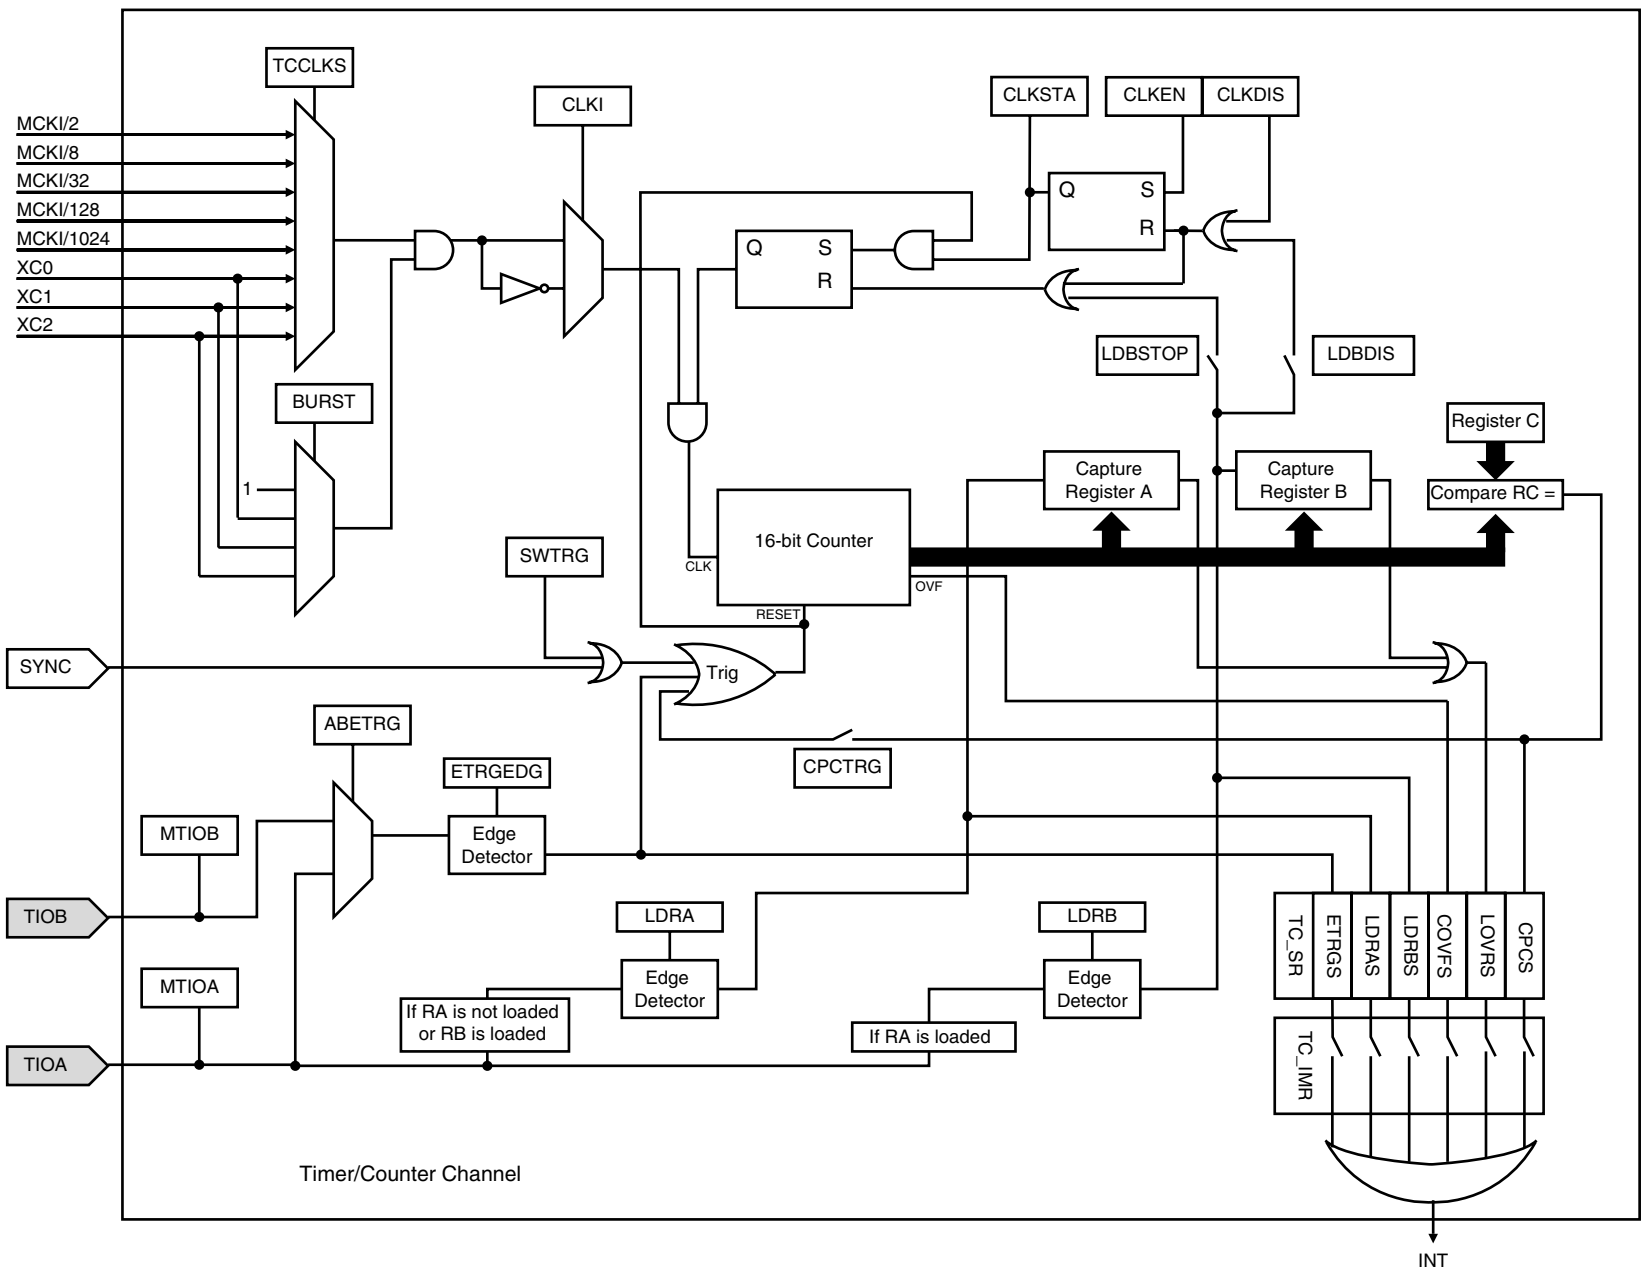 TCCLKS
CLKI
CLKSTA
CLKEN
CLKDIS
MCKI/2
MCKI/8
MCKI/32
MCKI/128
MCKI/1024
XC0
XC1
XC2
Q
S
R
Q
S
R
LDBSTOP
LDBDIS
BURST
1
Register C
Capture
Register A
Capture
Register B
Compare RC =
16-bit Counter
CLK
OVF
RESET
SWTRG
SYNC
Trig
ABETRG
CPCTRG
ETRGEDG
MTIOB
Edge
Detector
TIOB
LDRA
LDRB
TC_SR
ETRGS
LDRAS
LDRBS
COVFS
LOVRS
CPCS
MTIOA
Edge
Detector
Edge
Detector
If RA is not loaded
or RB is loaded
If RA is loaded
TIOA
TC_IMR
Timer/Counter Channel
INT